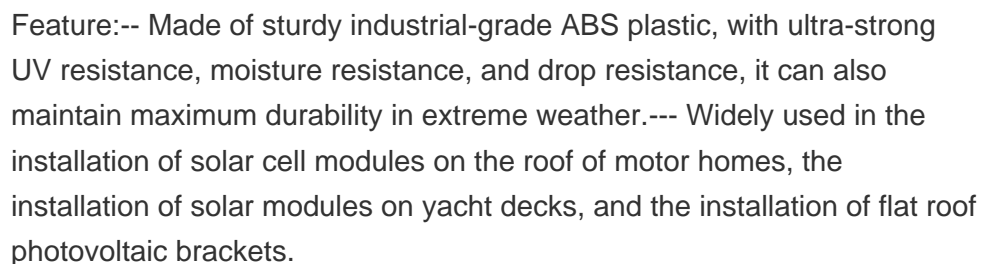 Feature:-- Made of sturdy industrial-grade ABS plastic, with ultra-strong
UV resistance, moisture resistance, and drop resistance, it can also
maintain maximum durability in extreme weather.--- Widely used in the
installation of solar cell modules on the roof of motor homes, the
installation of solar modules on yacht decks, and the installation of flat roof
photovoltaic brackets.